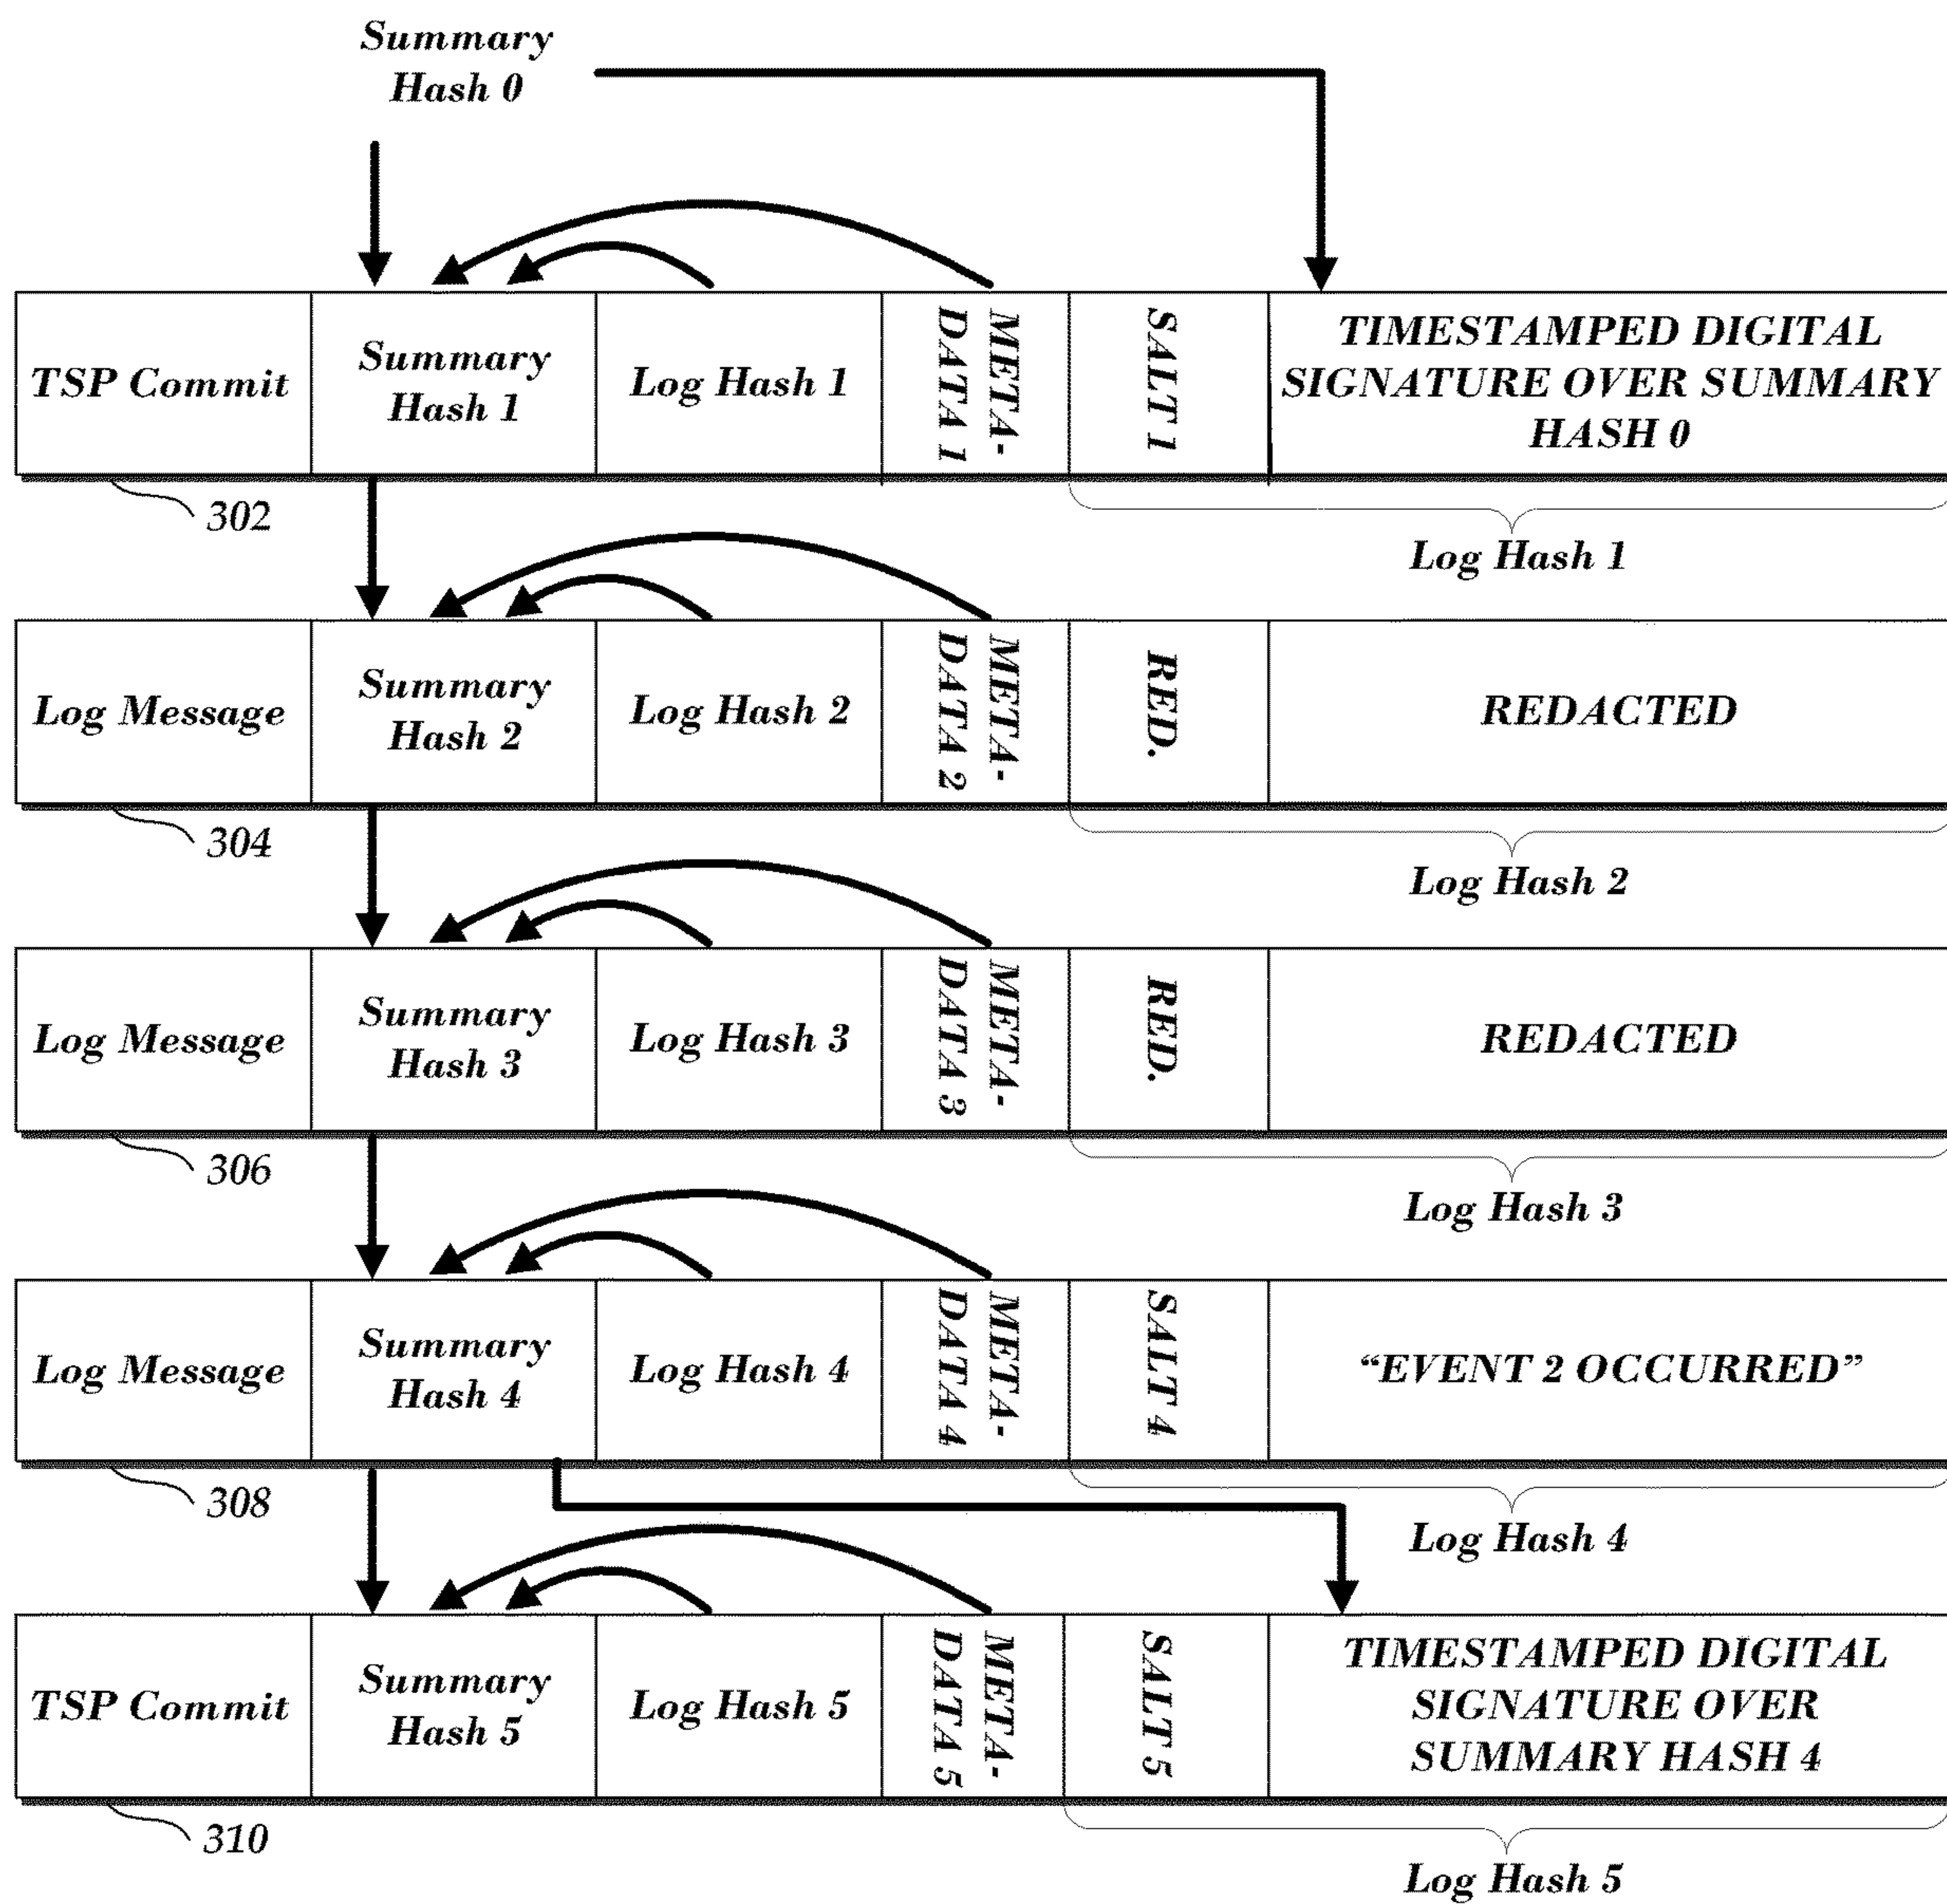 Summary
Hash 0
TSP Commit
Summary
Hash 1
Log Hash 1
META-
DATA 1
SALT 1
TIMESTAMPED DIGITAL
SIGNATURE OVER SUMMARY
HASH 0
302
Log Hash 1
Log Message
Summary
Hash 2
Log Hash 2
META-
DATA 2
RED.
REDACTED
304
Log Hash 2
Log Message
Summary
Hash 3
Log Hash 3
META-
DATA 3
RED.
REDACTED
306
Log Hash 3
Log Message
Summary
Hash 4
Log Hash 4
META-
DATA 4
SALT 4
“EVENT 2 OCCURRED”
308
Log Hash 4
TSP Commit
Summary
Hash 5
Log Hash 5
META-
DATA 5
SALT 5
TIMESTAMPED DIGITAL
SIGNATURE OVER
SUMMARY HASH 4
310
Log Hash 5